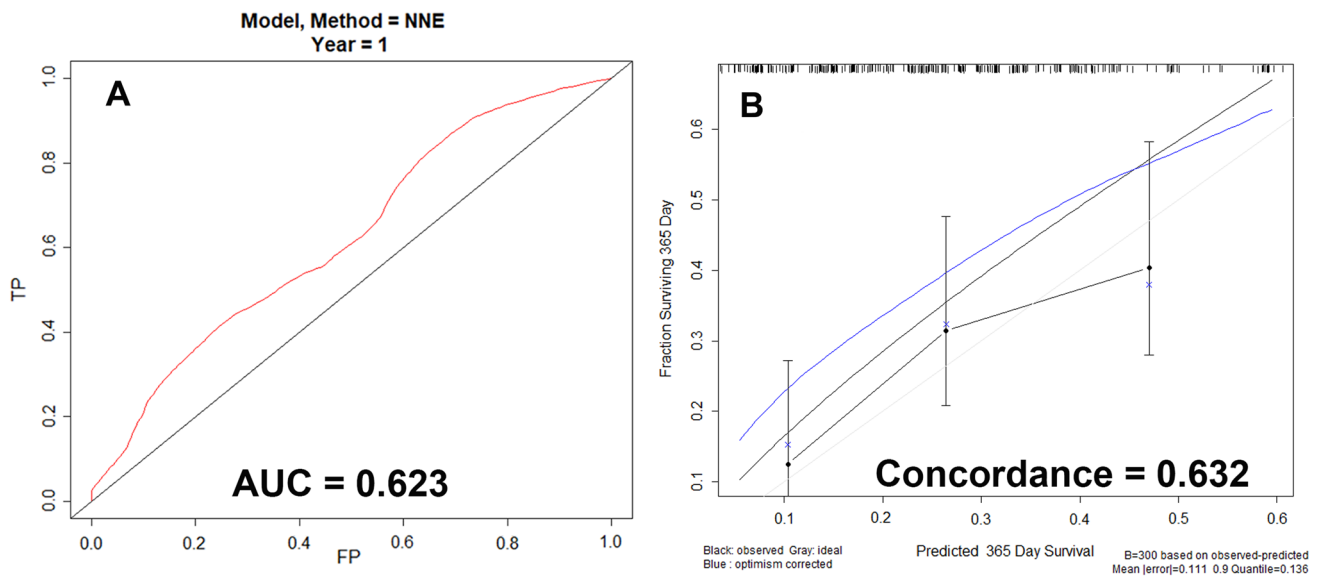 Model, Method = NNE
Year = 1
A
TP
1.0
0.8
0.6
0.4
0.2
0.0
AUC = 0.623
0.0 0.2 0.4 0.6 0.8 1.0
FP
B
Fraction Surviving 365 Day
0.6
0.5
0.4
0.3
0.2
0.1
Concordance = 0.632
0.1 0.2 0.3 0.4 0.5 0.6
Predicted 365 Day Survival
Black: observed Gray: ideal
Blue : optimism corrected
B=300 based on observed-predicted
Mean |error|=0.111 0.9 Quantile=0.136